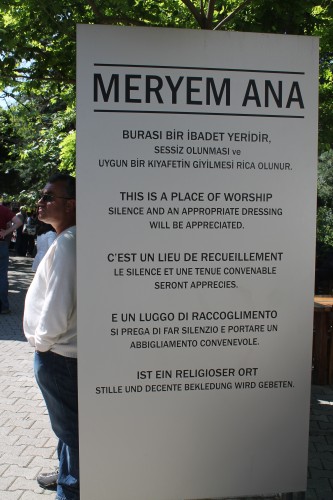 MERYEM ANA
BURASI BİR İBADET YERİDİR,
SESSİZ OLUNMASI ve
UYGUN BİR KIYAFETİN GİYİLMESİ RİCA OLUNUR.
THIS IS A PLACE OF WORSHIP
SILENCE AND AN APPROPRIATE DRESSING
WILL BE APPRECIATED.
C'EST UN LIEU DE RECUEILLEMENT
LE SILENCE ET UNE TENUE CONVENABLE
SERONT APPRECIES.
E UN LUGGO DI RACCOGLIMENTO
SI PREGA DI FAR SILENZIO E PORTARE UN
ABBIGLIAMENTO CONVENEVOLE.
IST EIN RELIGIOSER ORT
STILLE UND DECENTE BEKLEDUNG WIRD GEBETEN.